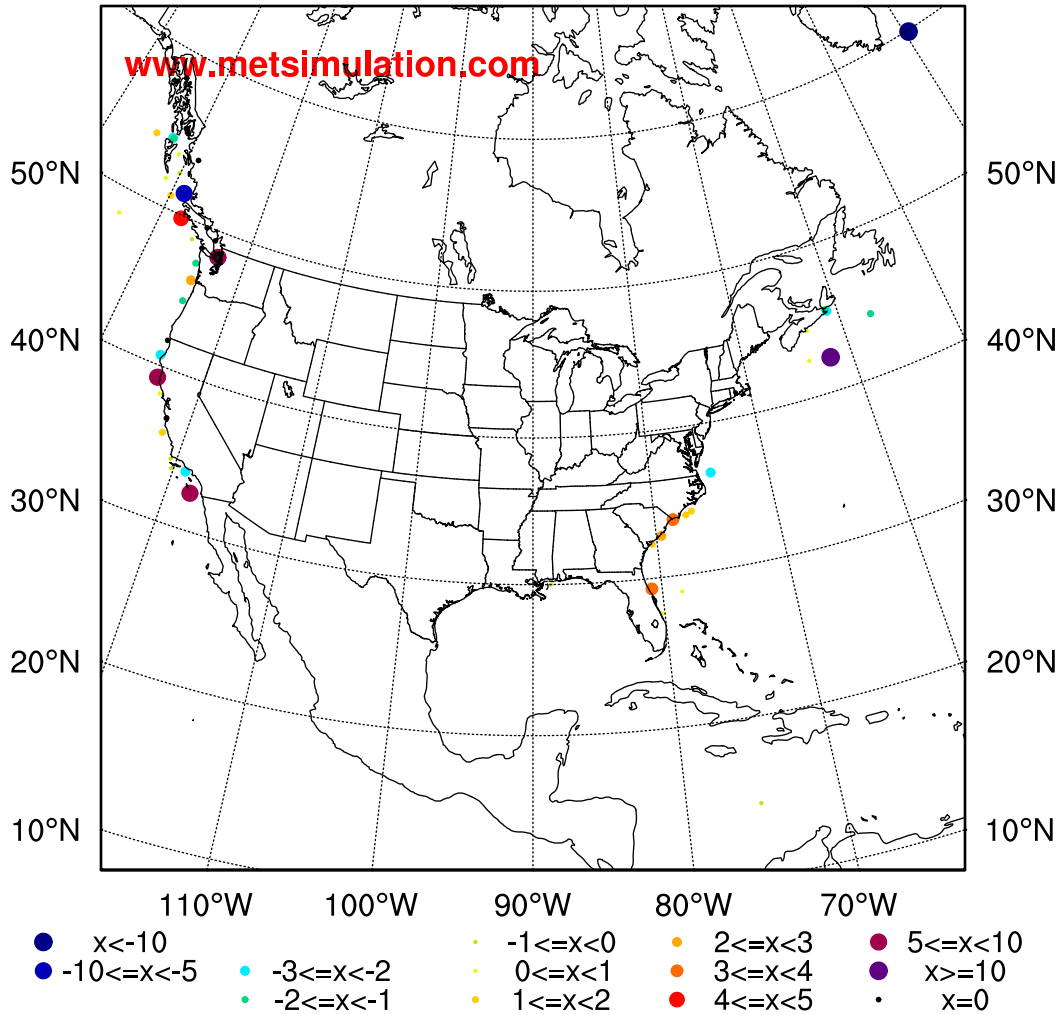 www.metsimulation.com
50°N 50°N
40°N 40°N
30°N 30°N
20°N 20°N
10°N 10°N
110°W 100°W 90°W 80°W 70°W
x<-10 -1<=x<0 2<=x<3 5<=x<10
-10<=x<-5 -3<=x<-2 0<=x<1 3<=x<4 x>=10
-2<=x<-1 1<=x<2 4<=x<5 x=0